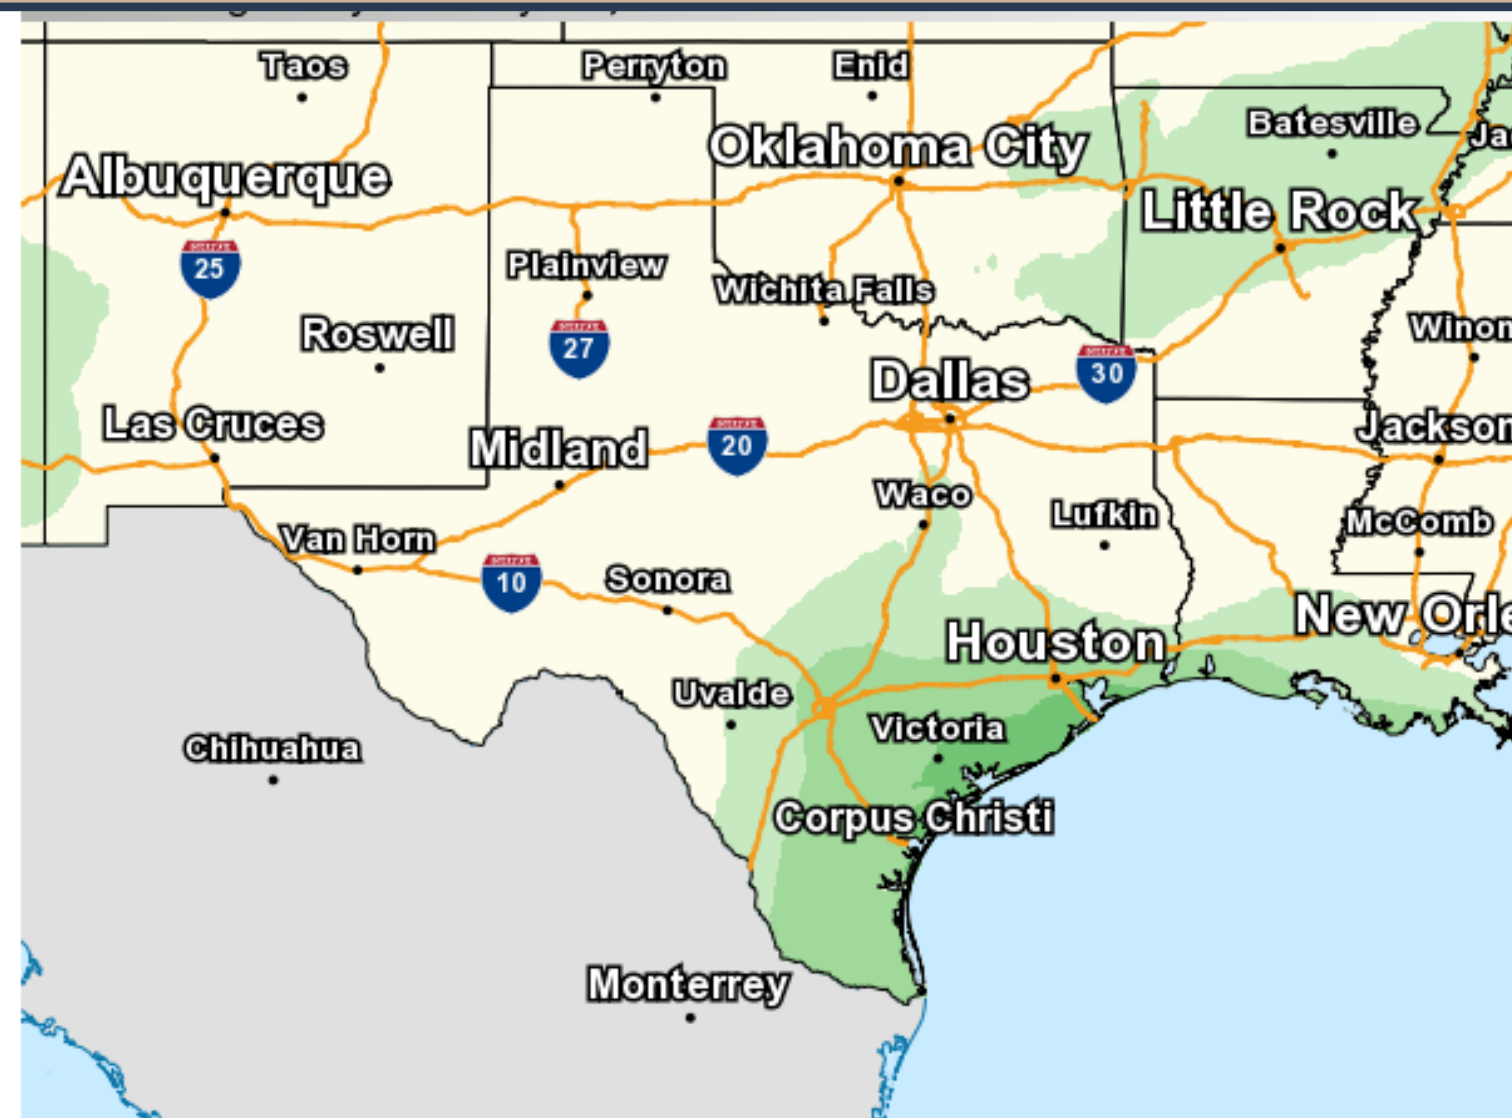 Taos
Perryton
Enid
Batesville
Oklahoma City
Albuquerque
Little Rock
25
Plainview
Wichita Falls
Roswell
27
30
Dallas
Las Cruces
Midland
20
Waco
Lufkin
McComb
Van Horn
10
Sonora
Houston
New
Uvalde
Victoria
Chihuahua
Corpus Christi
Monterrey
Jackson